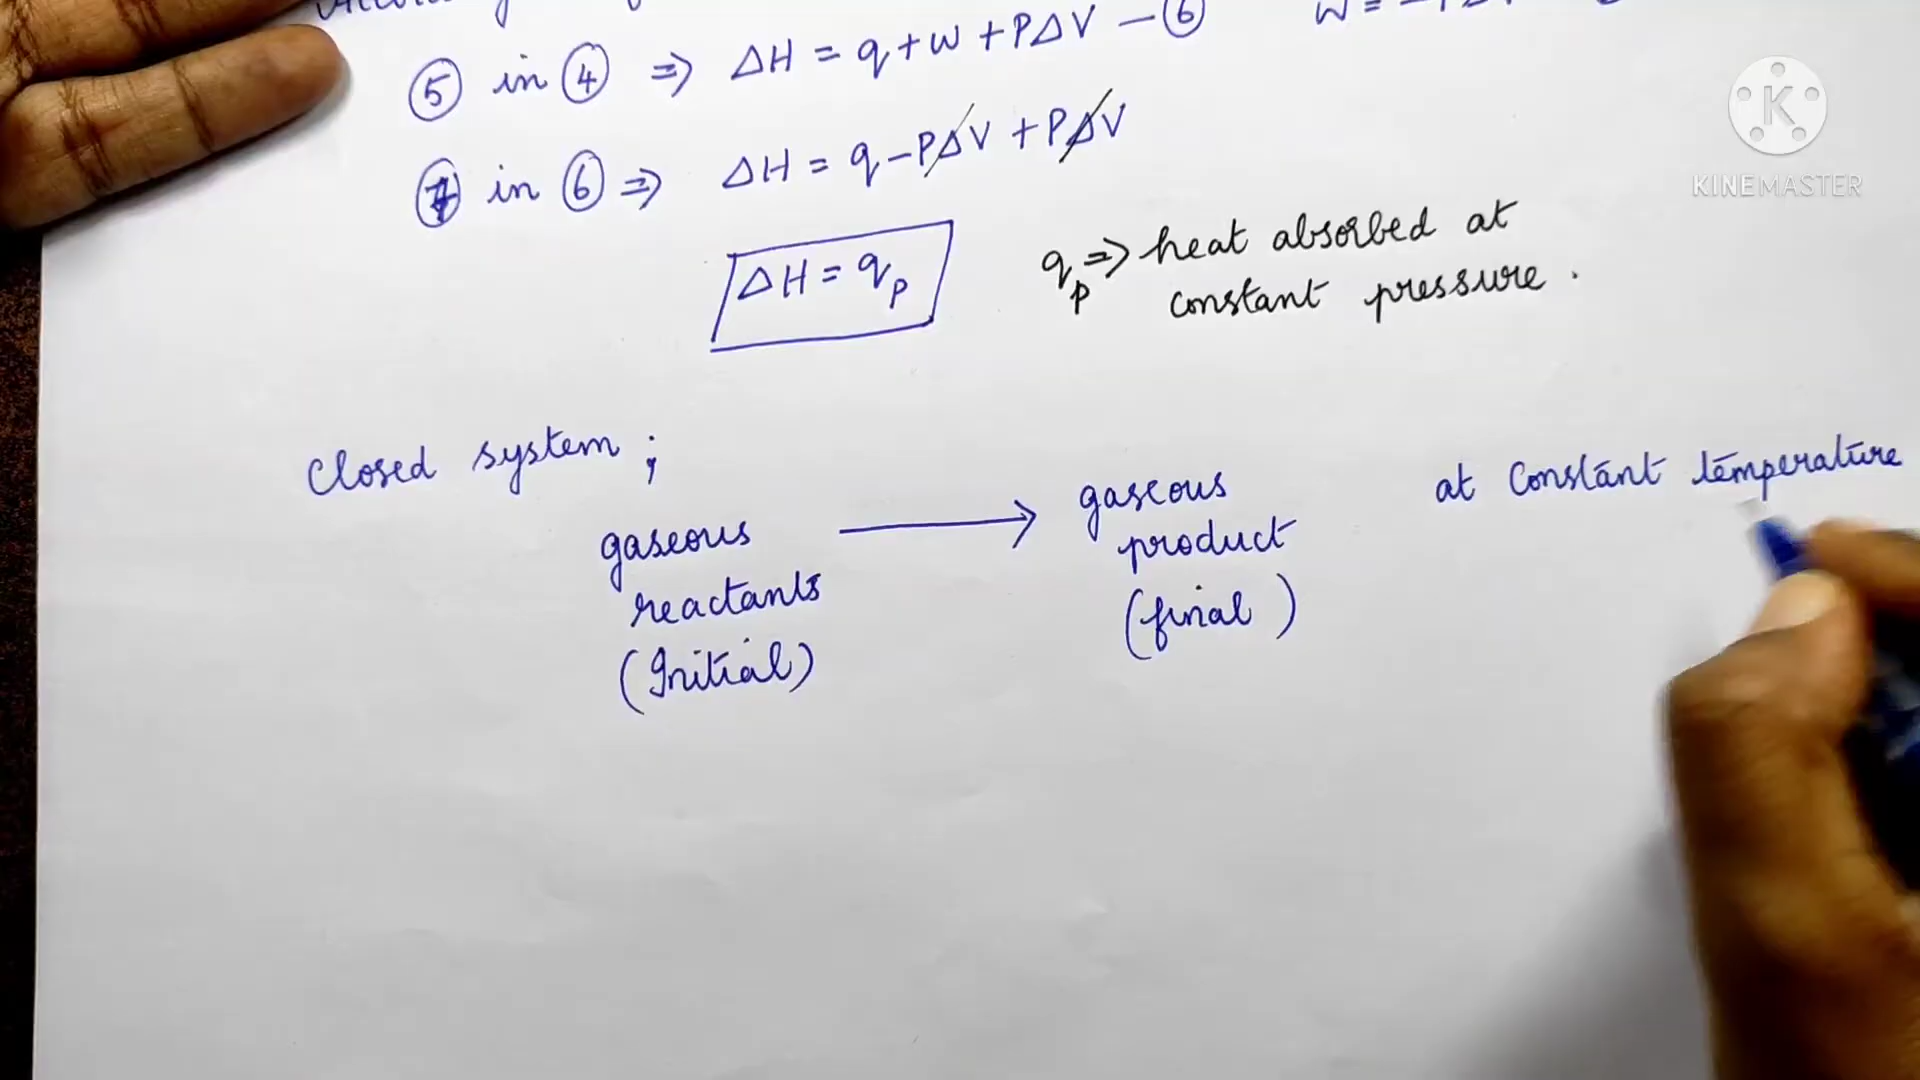 ⑤ in ④ ⇒ ΔH = q + w + PΔV — ⑥
⑦ in ⑥ ⇒ ΔH = q - PΔV + PΔV
ΔH = qp
qp ⇒ heat absorbed at
constant pressure.
Closed system ;
gaseous
reactants
(Initial)
⟶
gaseous
product
(final)
at Constant temperature
KINEMASTER